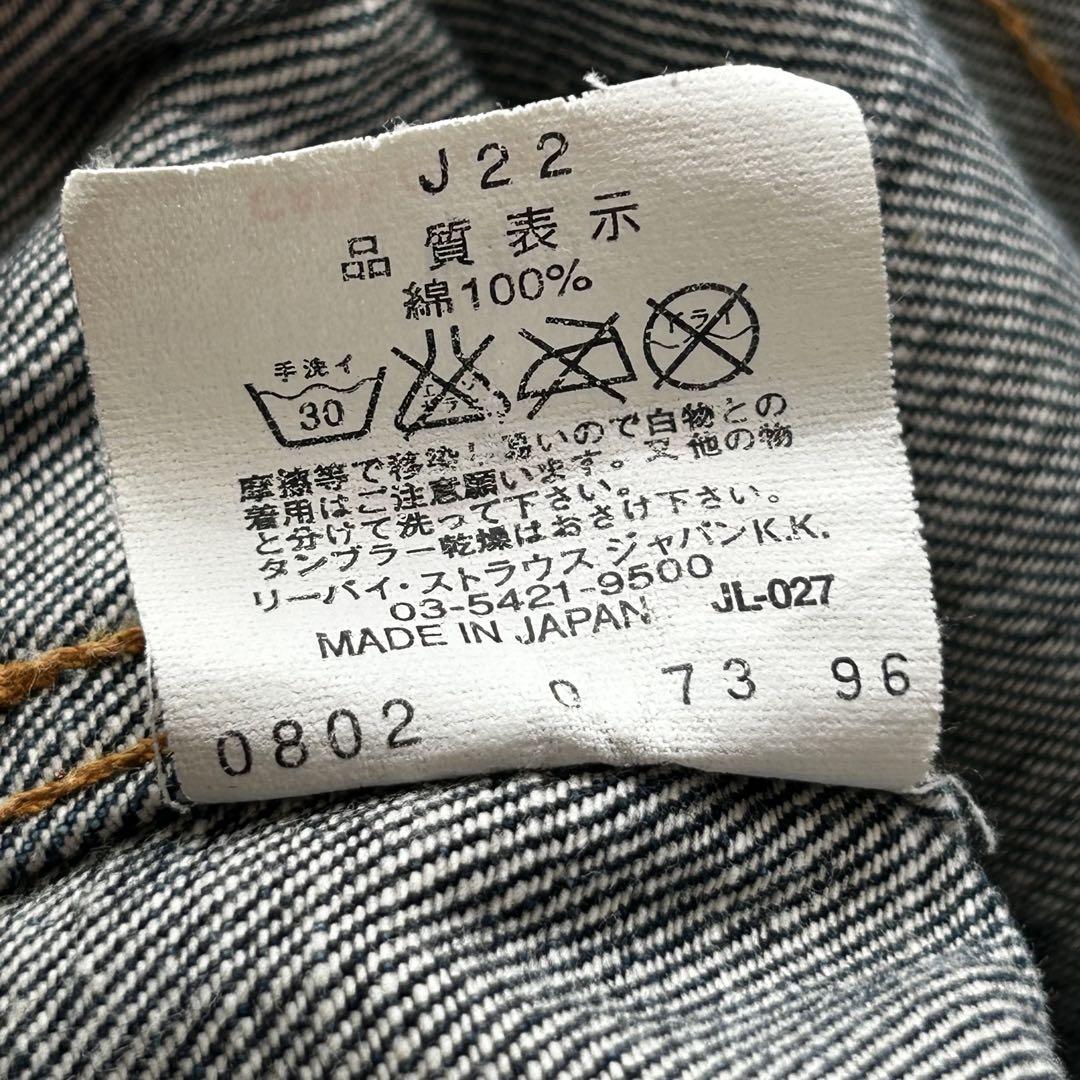 J22
品質表示
綿100%
手洗イ
30
ドライ
摩擦等で移染し易いので白物との
着用はご注意願います。又他の物
と分けて洗って下さい。
タンブラー乾燥はおさけ下さい。
リーバイ・ストラウス ジャパンK.K.
03-5421-9500
MADE IN JAPAN JL-027
0802 0 73 96